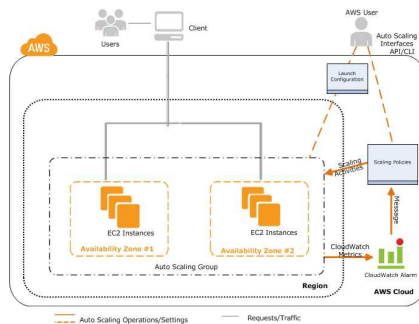 AWS User
Users
Client
Auto Scaling
Interfaces
API/CLI
AWS
Launch
Configuration
Scaling
Activities
Scaling Policies
EC2 Instances
EC2 Instances
Availability Zone #1
Availability Zone #2
Message
CloudWatch
Metrics
Auto Scaling Group
CloudWatch Alarm
Region
AWS Cloud
Auto Scaling Operations/Settings
Requests/Traffic